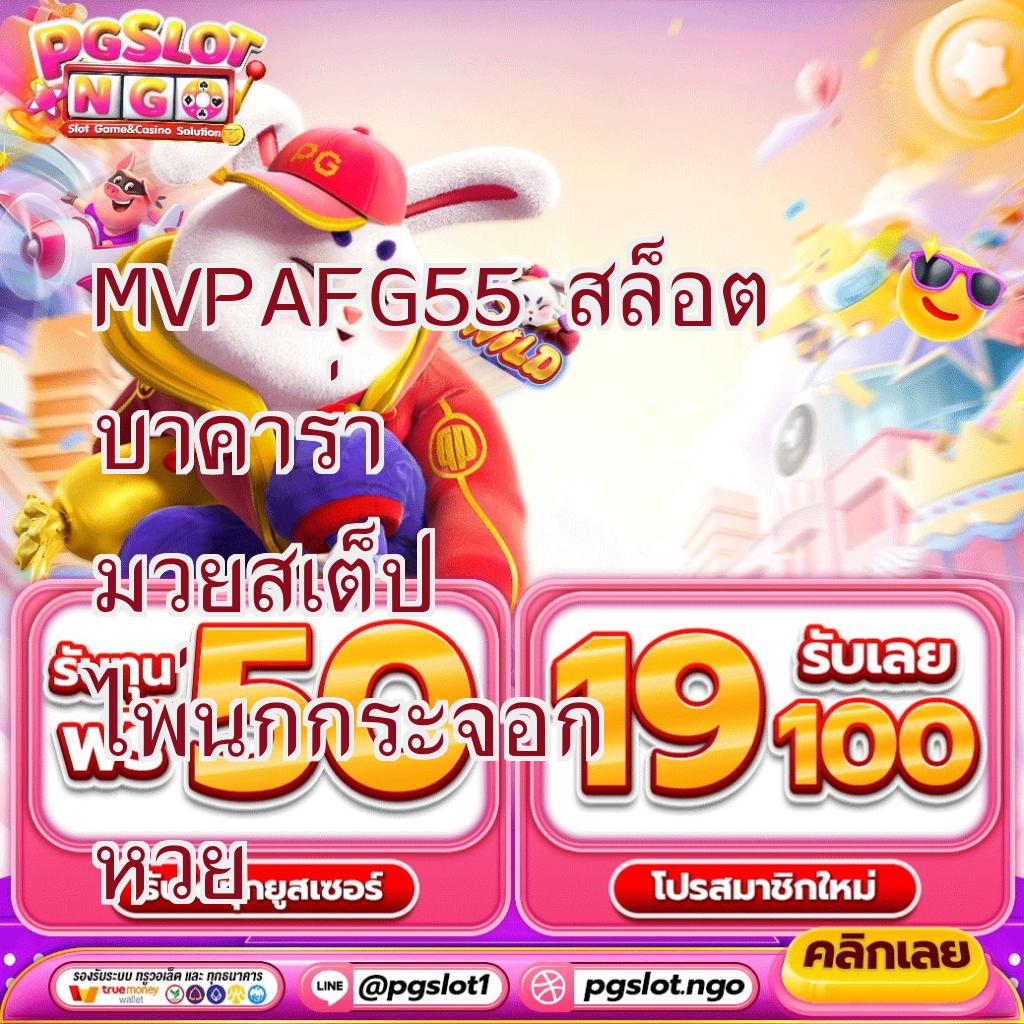 PGSLOT
NGO
Slot Game&Casino Solution
PG
WILD
MVPAFG55 สล็อต
บาคาร่า
มวยสเต็ป
ไพ่นกกระจอก
หวย
50
19
รับเลย
100
โปรสมาชิกใหม่
คลิกเลย
รองรับระบบ ทรูวอเล็ต และ ทุกธนาคาร
truemoney
wallet
LINE @pgslot1
pgslot.ngo